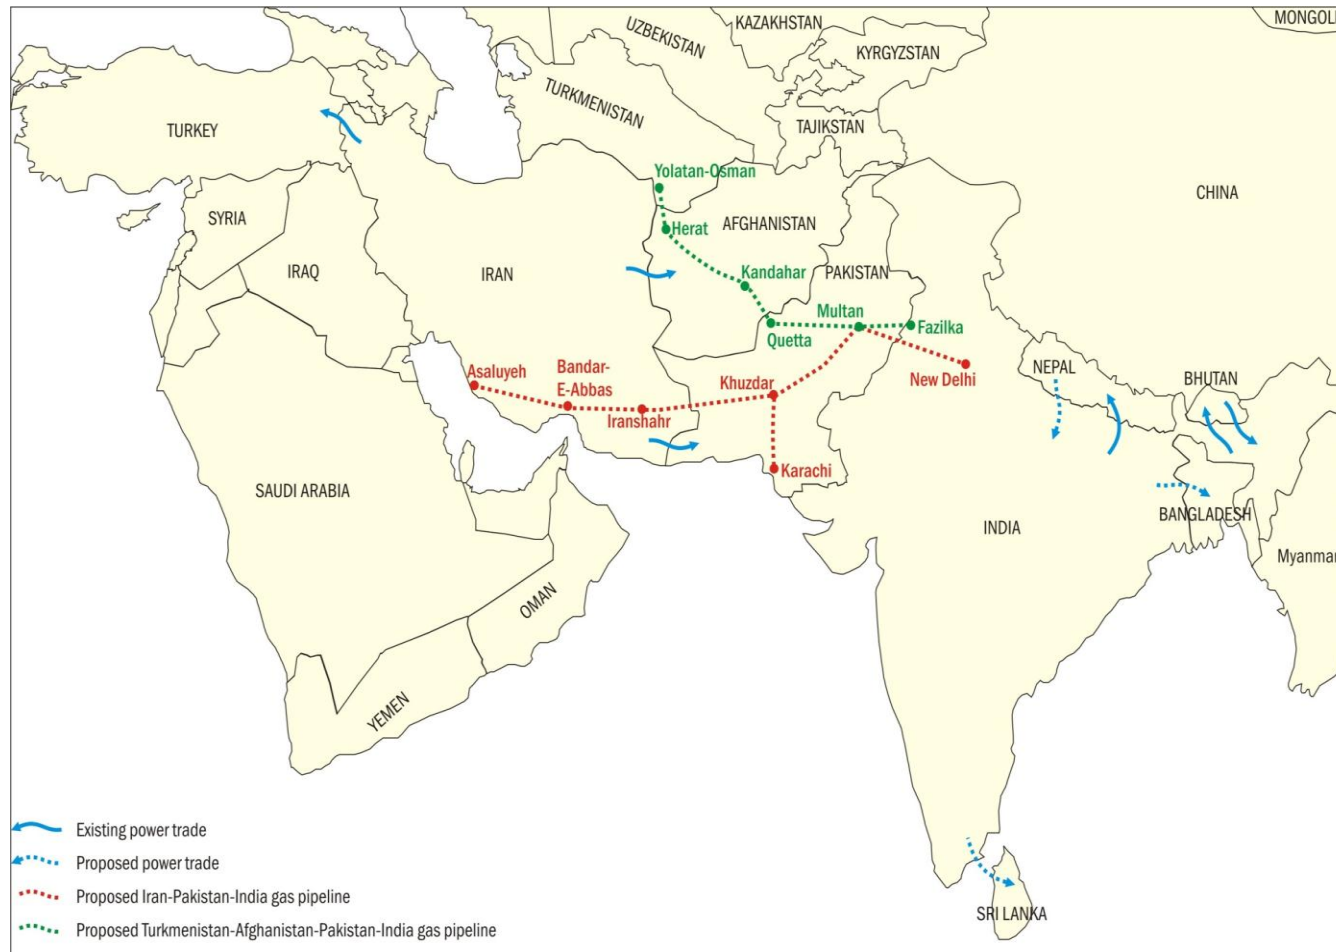 MONGOL
KAZAKHSTAN
UZBEKISTAN
KYRGYZSTAN
TURKMENISTAN
TURKEY
TAJIKSTAN
Yolatan-Osman
CHINA
SYRIA
AFGHANISTAN
Herat
IRAQ
IRAN
Kandahar
PAKISTAN
Multan
Fazilka
Quetta
Asaluyeh
Bandar-
E-Abbas
Khuzdar
New Delhi
NEPAL
BHUTAN
Iranshahr
Karachi
SAUDI ARABIA
BANGLADESH
INDIA
Myanmar
OMAN
YEMEN
Existing power trade
Proposed power trade
Proposed Iran-Pakistan-India gas pipeline
SRI LANKA
Proposed Turkmenistan-Afghanistan-Pakistan-India gas pipeline